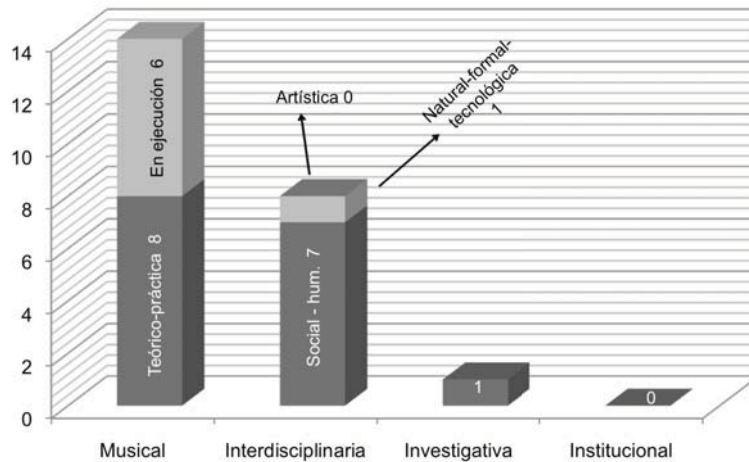 14
12
10
8
6
4
2
0
En ejecución 6
Teórico-práctica 8
Artística 0
Natural-formal-
tecnológica
1
Social - hum. 7
1
0
Musical
Interdisciplinaria
Investigativa
Institucional